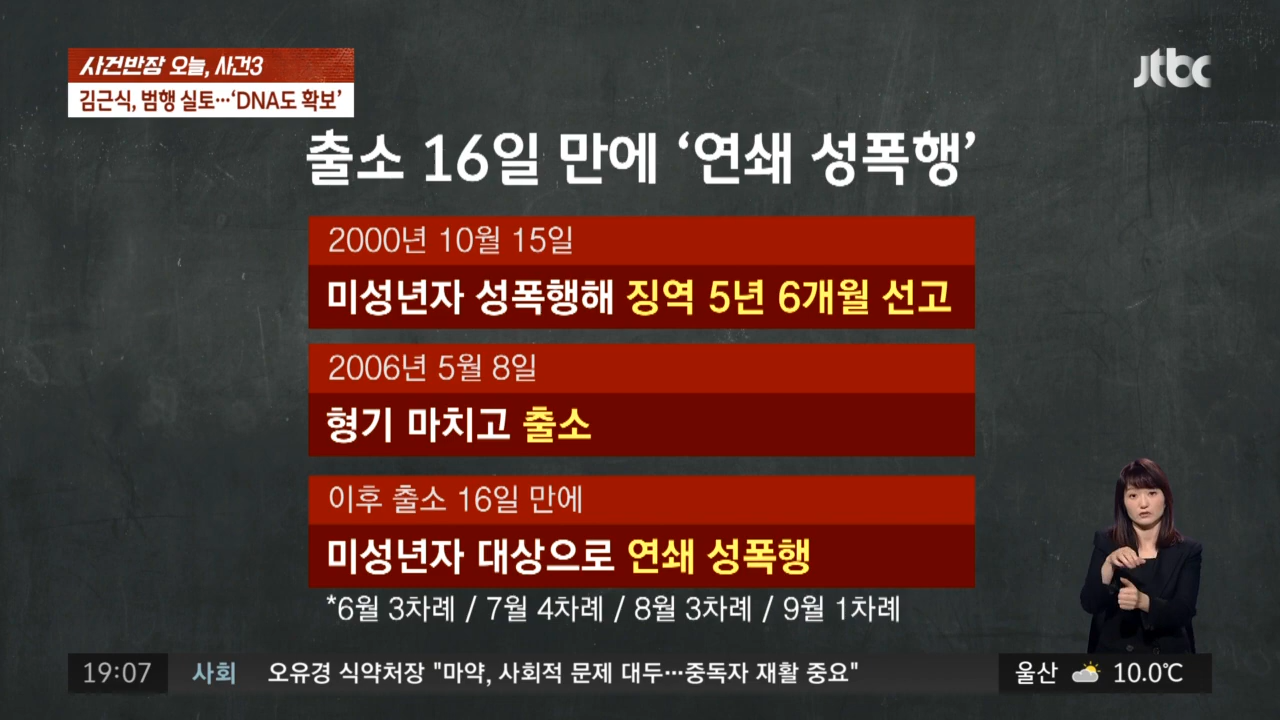 사건반장 오늘, 사건3
jtbc
김근식, 범행 실토…‘DNA도 확보’
출소 16일 만에 ‘연쇄 성폭행’
2000년 10월 15일
미성년자 성폭행해 징역 5년 6개월 선고
2006년 5월 8일
형기 마치고 출소
이후 출소 16일 만에
미성년자 대상으로 연쇄 성폭행
*6월 3차례 / 7월 4차례 / 8월 3차례 / 9월 1차례
19:07 사회 오유경 식약처장 "마약, 사회적 문제 대두…중독자 재활 중요" 울산 10.0℃